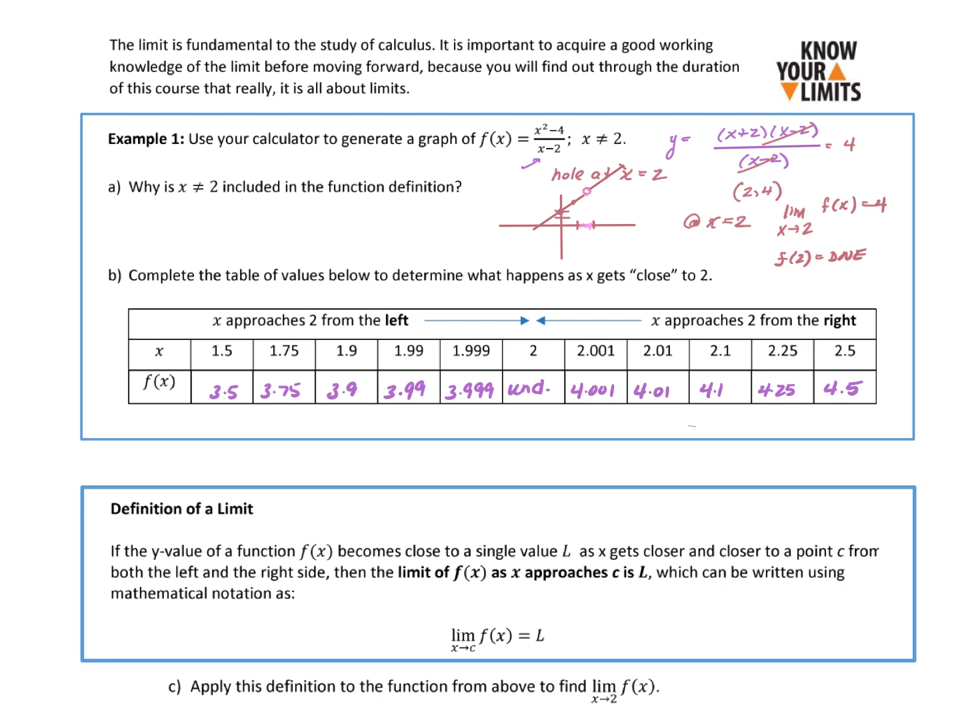 The limit is fundamental to the study of calculus. It is important to acquire a good working
knowledge of the limit before moving forward, because you will find out through the duration
of this course that really, it is all about limits.
KNOW
YOUR
LIMITS
Example 1: Use your calculator to generate a graph of f(x) = (x²−4)/(x−2); x ≠ 2.
y = (x+2)(x-2)/(x-2) = 4
hole at x = 2
a) Why is x ≠ 2 included in the function definition?
(2,4)
@ x=2 lim x→2 f(x) = 4
f(2) = DNE
b) Complete the table of values below to determine what happens as x gets “close” to 2.
x approaches 2 from the left x approaches 2 from the right
x 1.5 1.75 1.9 1.99 1.999 2 2.001 2.01 2.1 2.25 2.5
f(x) 3.5 3.75 3.9 3.99 3.999 und. 4.001 4.01 4.1 4.25 4.5
Definition of a Limit
If the y-value of a function f(x) becomes close to a single value L as x gets closer and closer to a point c from
both the left and the right side, then the limit of f(x) as x approaches c is L, which can be written using
mathematical notation as:
lim x→c f(x) = L
c) Apply this definition to the function from above to find lim x→2 f(x).